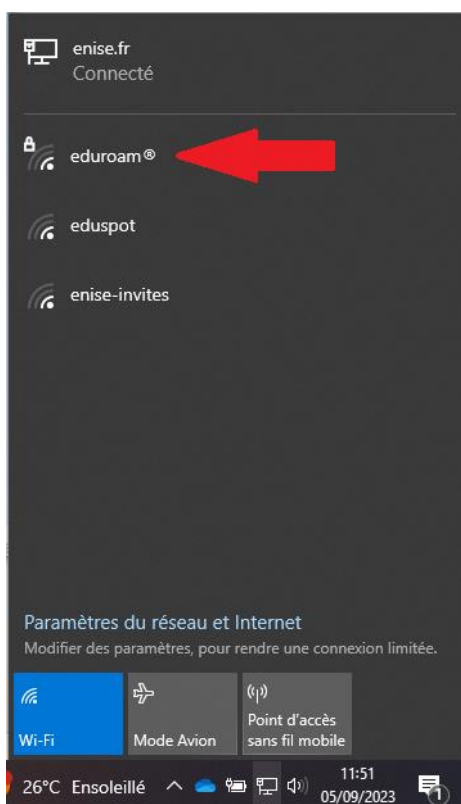 enise.fr
Connecté
eduroam®
eduspot
enise-invites
Paramètres du réseau et Internet
Modifier des paramètres, pour rendre une connexion limitée.
Wi-Fi
Mode Avion
Point d'accès
sans fil mobile
26°C Ensoleillé
11:51
05/09/2023
1